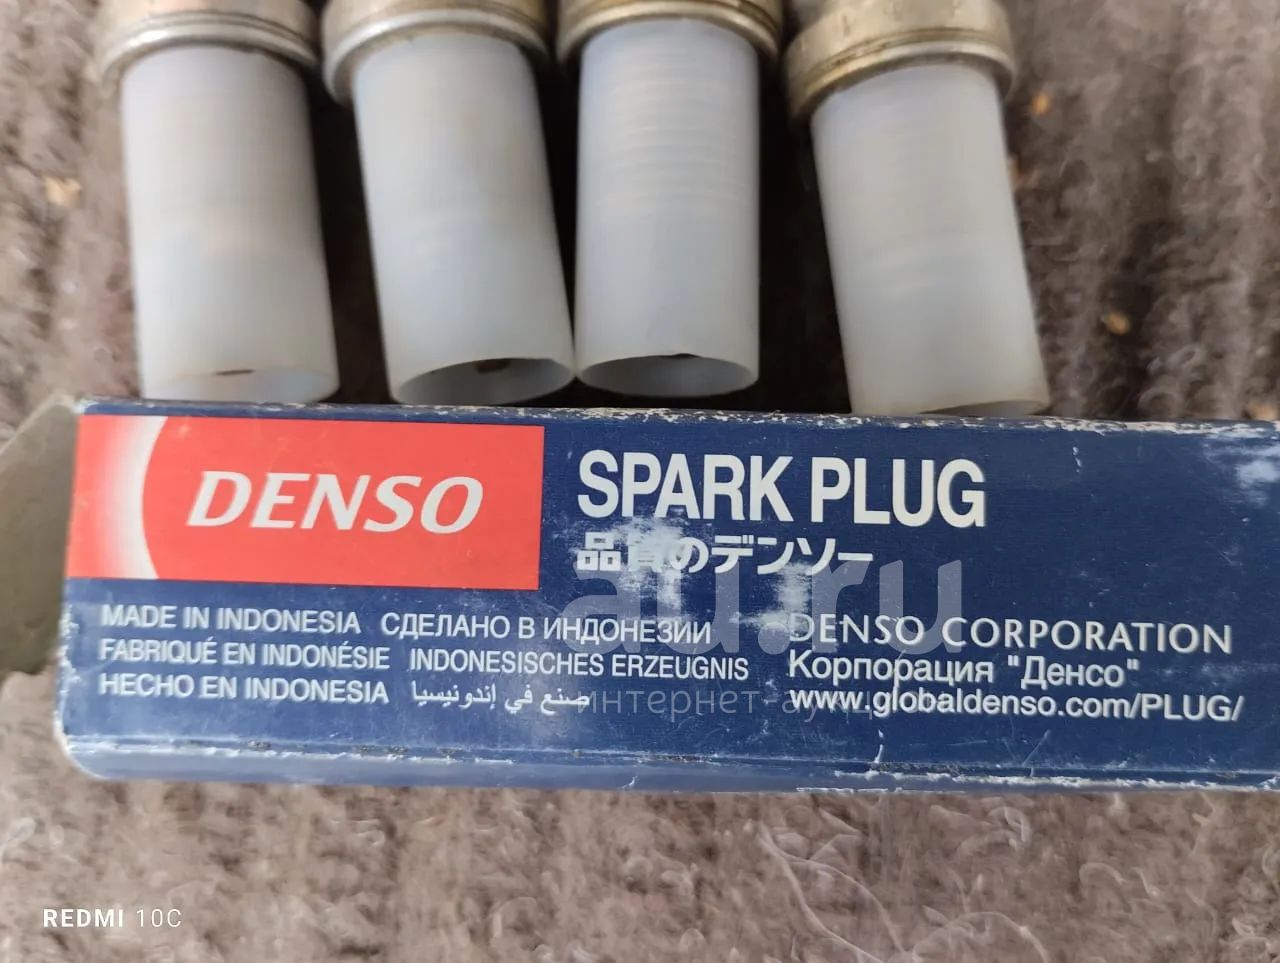 DENSO
SPARK PLUG
品質のデンソー
MADE IN INDONESIA СДЕЛАНО В ИНДОНЕЗИИ
FABRIQUÉ EN INDONÉSIE INDONESISCHES ERZEUGNIS
HECHO EN INDONESIA صنع في إندونيسيا
DENSO CORPORATION
Корпорация "Денсо"
www.globaldenso.com/PLUG/
au.ru
интернет-аукцион
REDMI 10C